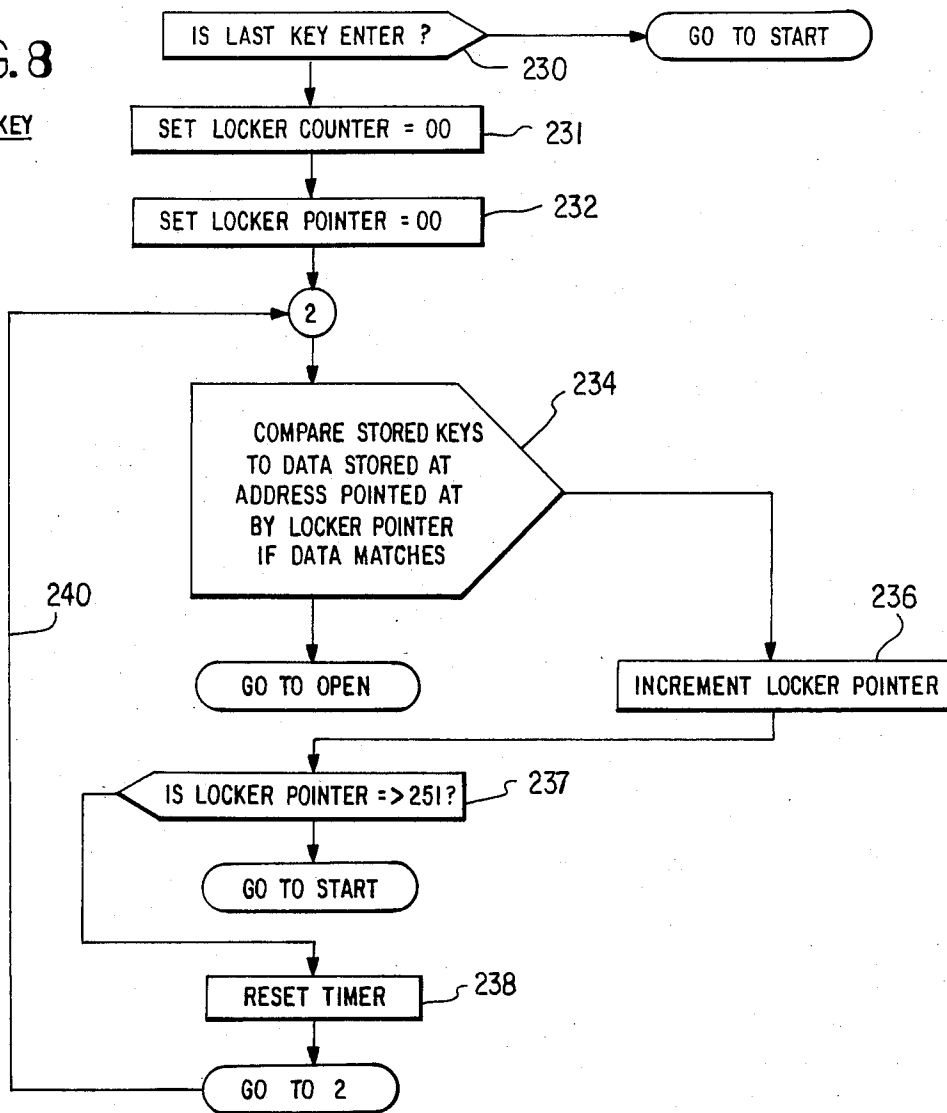 G. 8
KEY
IS LAST KEY ENTER ?
230
GO TO START
SET LOCKER COUNTER = 00
231
SET LOCKER POINTER = 00
232
2
234
COMPARE STORED KEYS
TO DATA STORED AT
ADDRESS POINTED AT
BY LOCKER POINTER
IF DATA MATCHES
240
236
GO TO OPEN
INCREMENT LOCKER POINTER
IS LOCKER POINTER = > 251?
237
GO TO START
RESET TIMER
238
GO TO 2